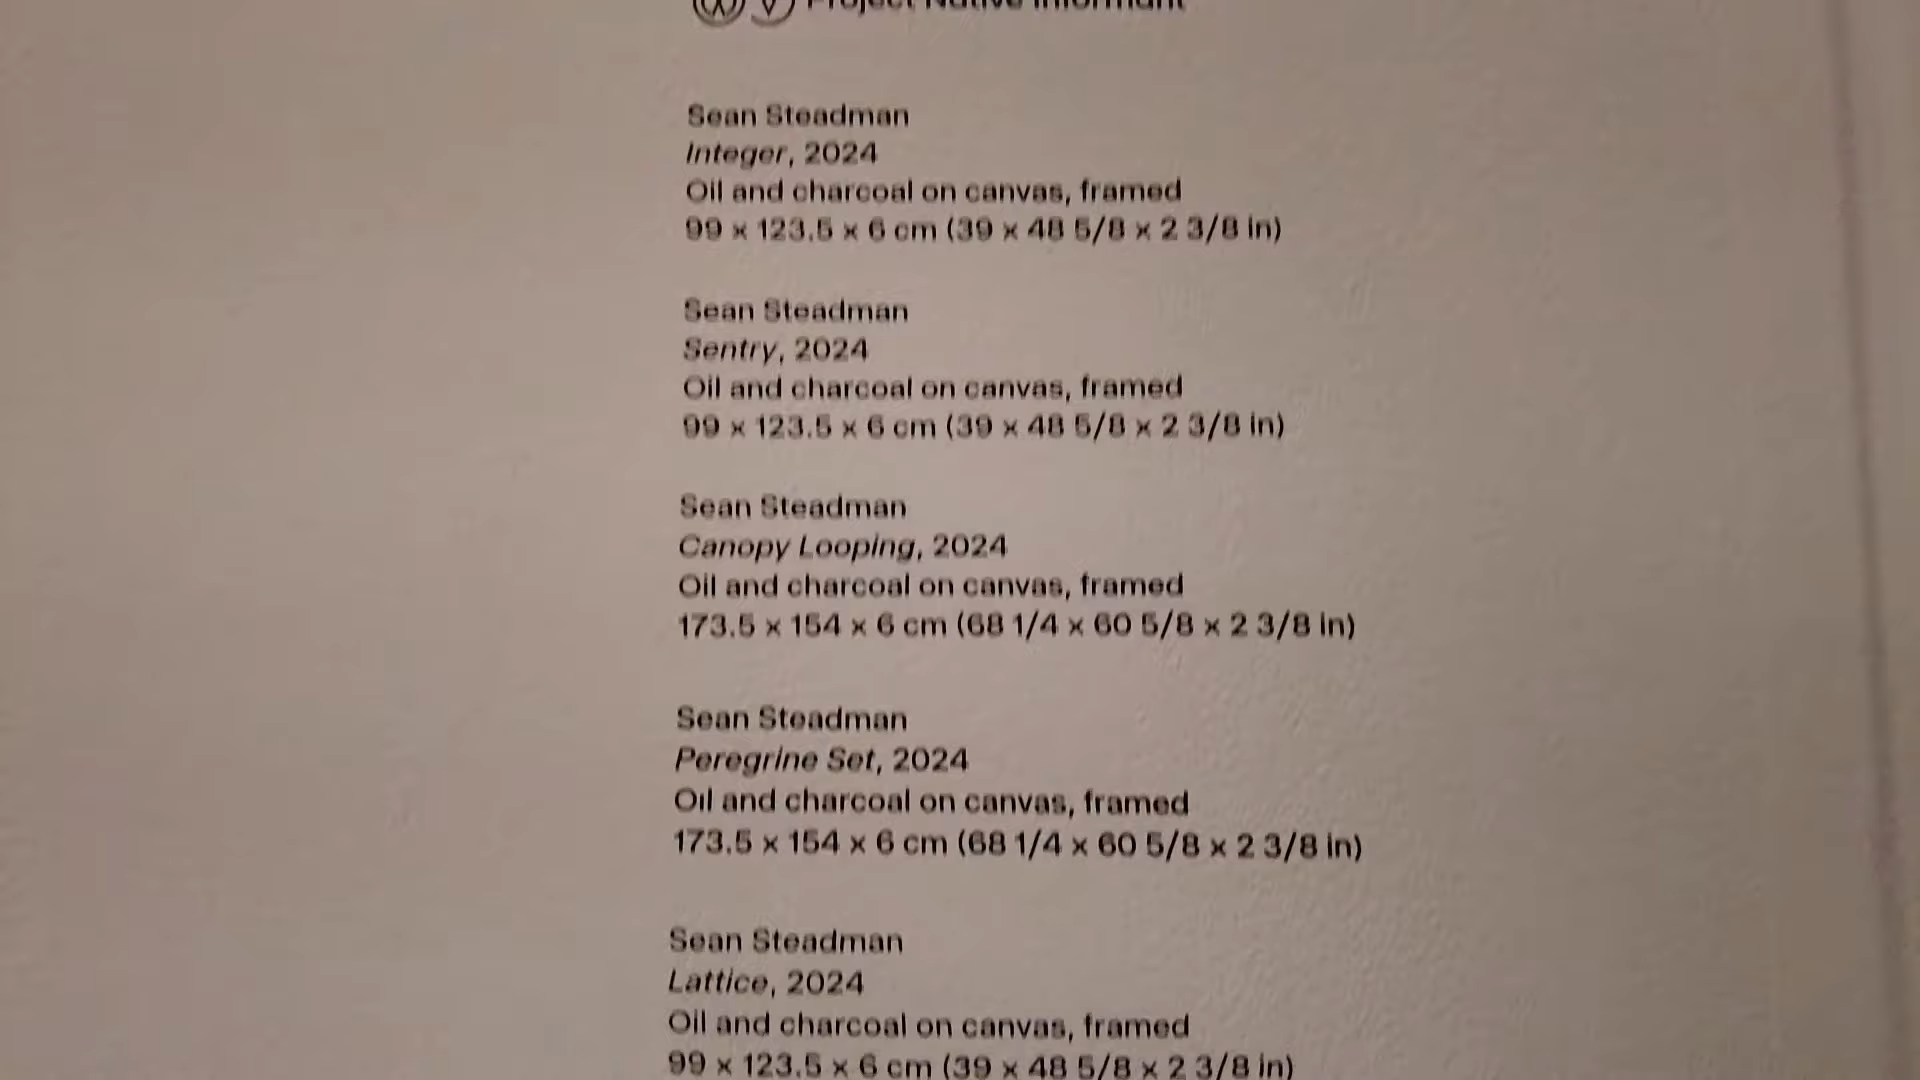 Project Native Informant
Sean Steadman
Integer, 2024
Oil and charcoal on canvas, framed
99 x 123.5 x 6 cm (39 x 48 5/8 x 2 3/8 in)
Sean Steadman
Sentry, 2024
Oil and charcoal on canvas, framed
99 x 123.5 x 6 cm (39 x 48 5/8 x 2 3/8 in)
Sean Steadman
Canopy Looping, 2024
Oil and charcoal on canvas, framed
173.5 x 154 x 6 cm (68 1/4 x 60 5/8 x 2 3/8 in)
Sean Steadman
Peregrine Set, 2024
Oil and charcoal on canvas, framed
173.5 x 154 x 6 cm (68 1/4 x 60 5/8 x 2 3/8 in)
Sean Steadman
Lattice, 2024
Oil and charcoal on canvas, framed
99 x 123.5 x 6 cm (39 x 48 5/8 x 2 3/8 in)